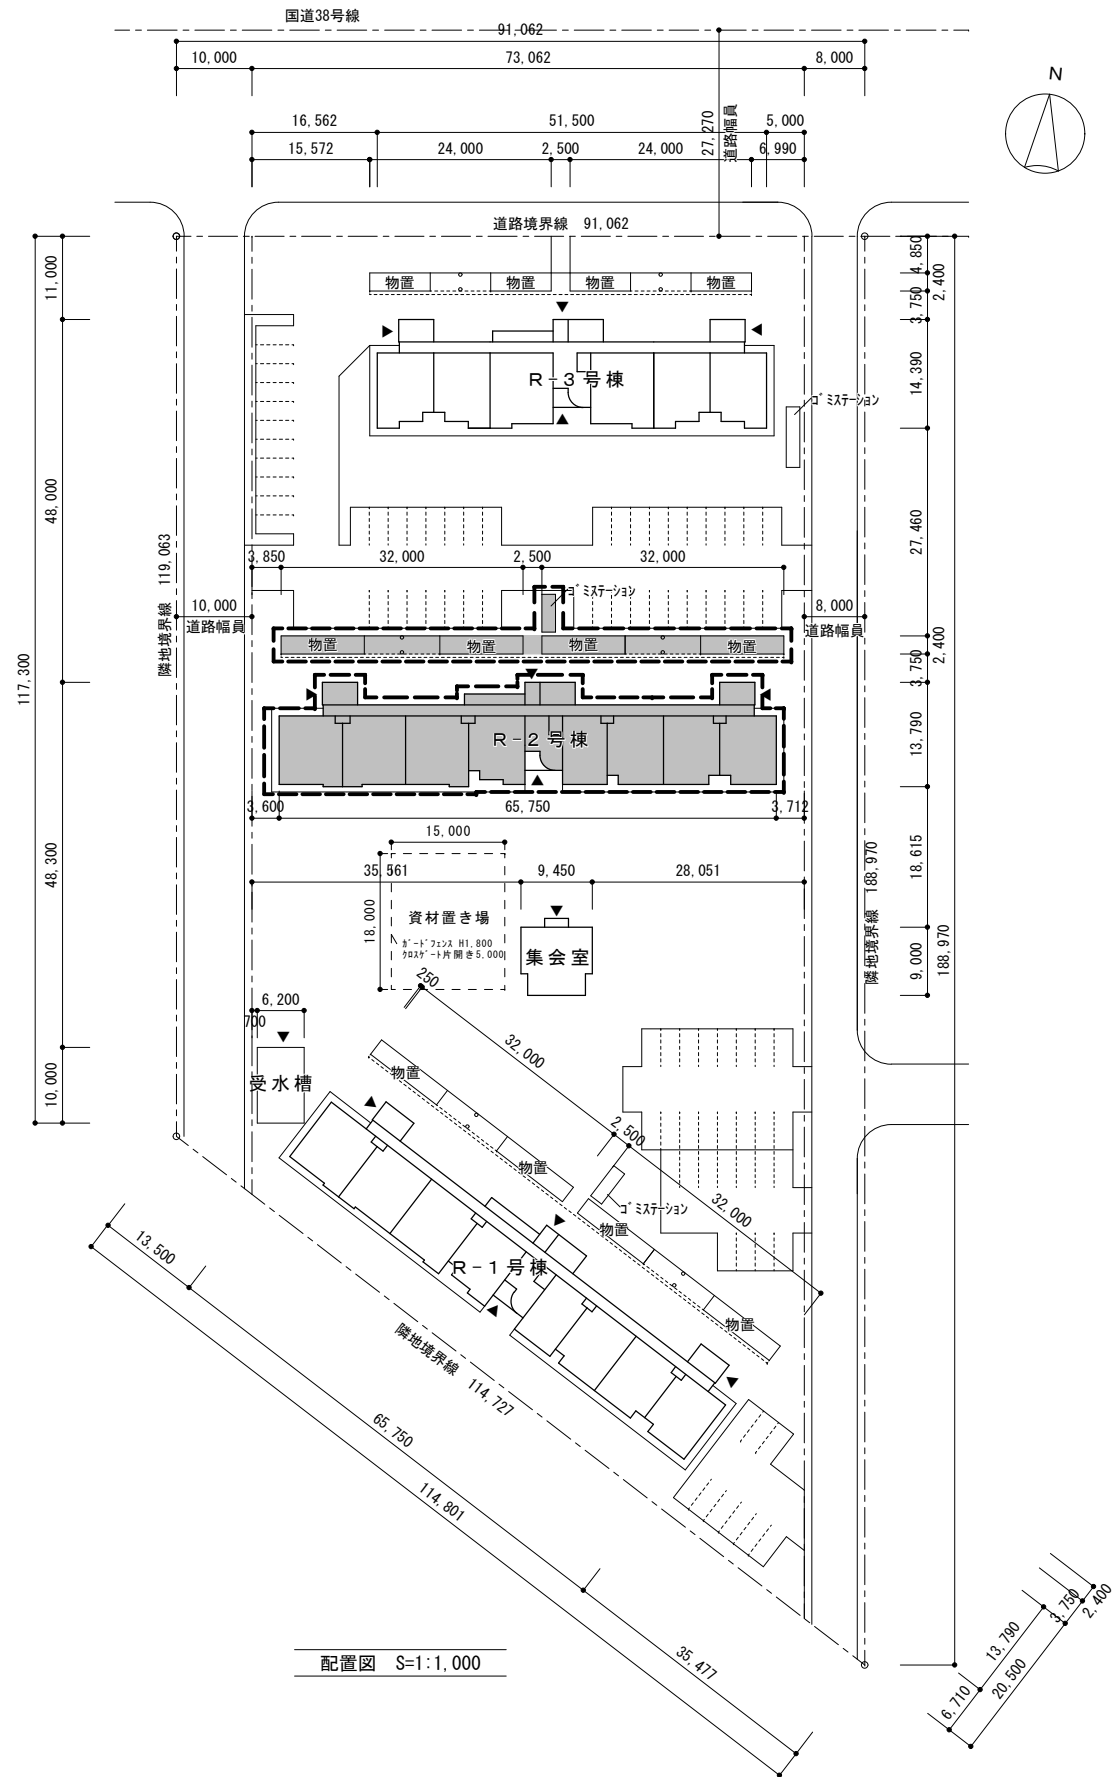 国道38号線
91,062
10,000
73,062
8,000
N
16,562
51,500
5,000
27,270
道路幅員
15,572
24,000
2,500
24,000
6,990
道路境界線 91,062
11,000
物置
物置
物置
物置
4,850
2,400
3,750
14,390
R-3号棟
ゴミステーション
48,000
27,460
隣地境界線 119,063
3,850
32,000
2,500
32,000
ゴミステーション
10,000
道路幅員
8,000
道路幅員
物置
物置
物置
物置
2,400
3,750
117,300
R-2号棟
13,790
3,600
65,750
3,712
15,000
48,300
35,561
9,450
28,051
18,615
隣地境界線 188,970
188,970
18,000
資材置き場
ガードフェンス H1,800
クロスゲート片開き5,000
集会室
9,000
250
6,200
700
32,000
受水槽
10,000
物置
2,500
物置
ゴミステーション
32,000
物置
13,500
R-1号棟
物置
隣地境界線 114,727
65,750
114,801
35,477
3,750
2,400
13,790
20,500
6,710
配置図 S=1:1,000